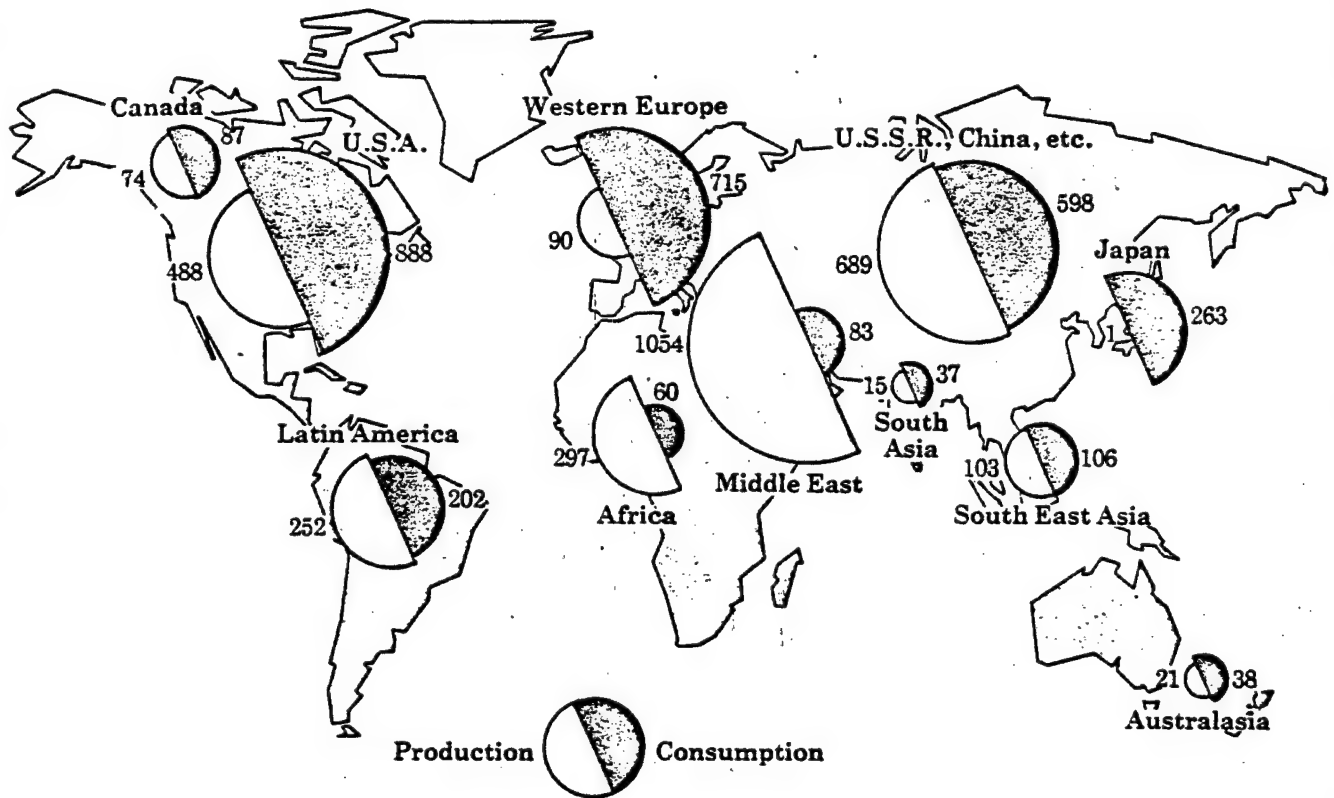 Canada
87
74
U.S.A.
488
888
Western Europe
715
90
U.S.S.R., China, etc.
598
689
Japan
1
263
1054
83
Middle East
15
37
South
Asia
60
297
Africa
Latin America
252
202
103
106
South East Asia
21
38
Australasia
Production
Consumption